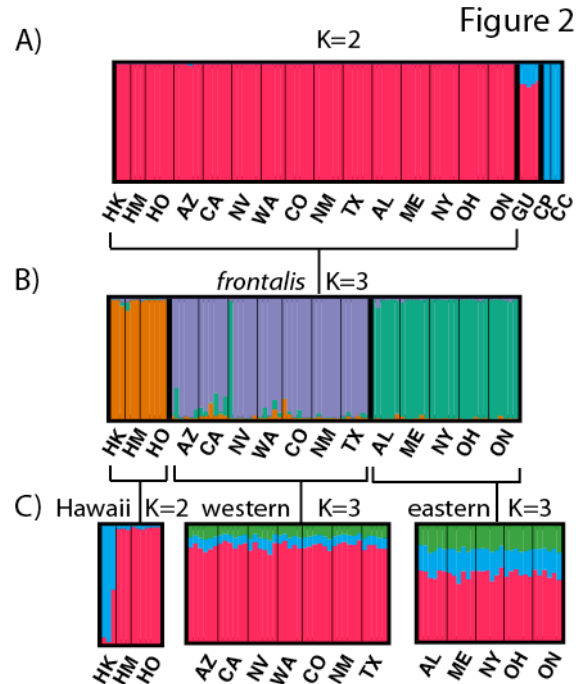 Figure 2
A)
K=2
HK HM HO AZ CA NV WA CO NM TX AL ME NY OH ON GU CP CC
B)
frontalis K=3
HK HM HO AZ CA NV WA CO NM TX AL ME NY OH ON
C)
Hawaii K=2 western K=3 eastern K=3
HK HM HO AZ CA NV WA CO NM TX AL ME NY OH ON